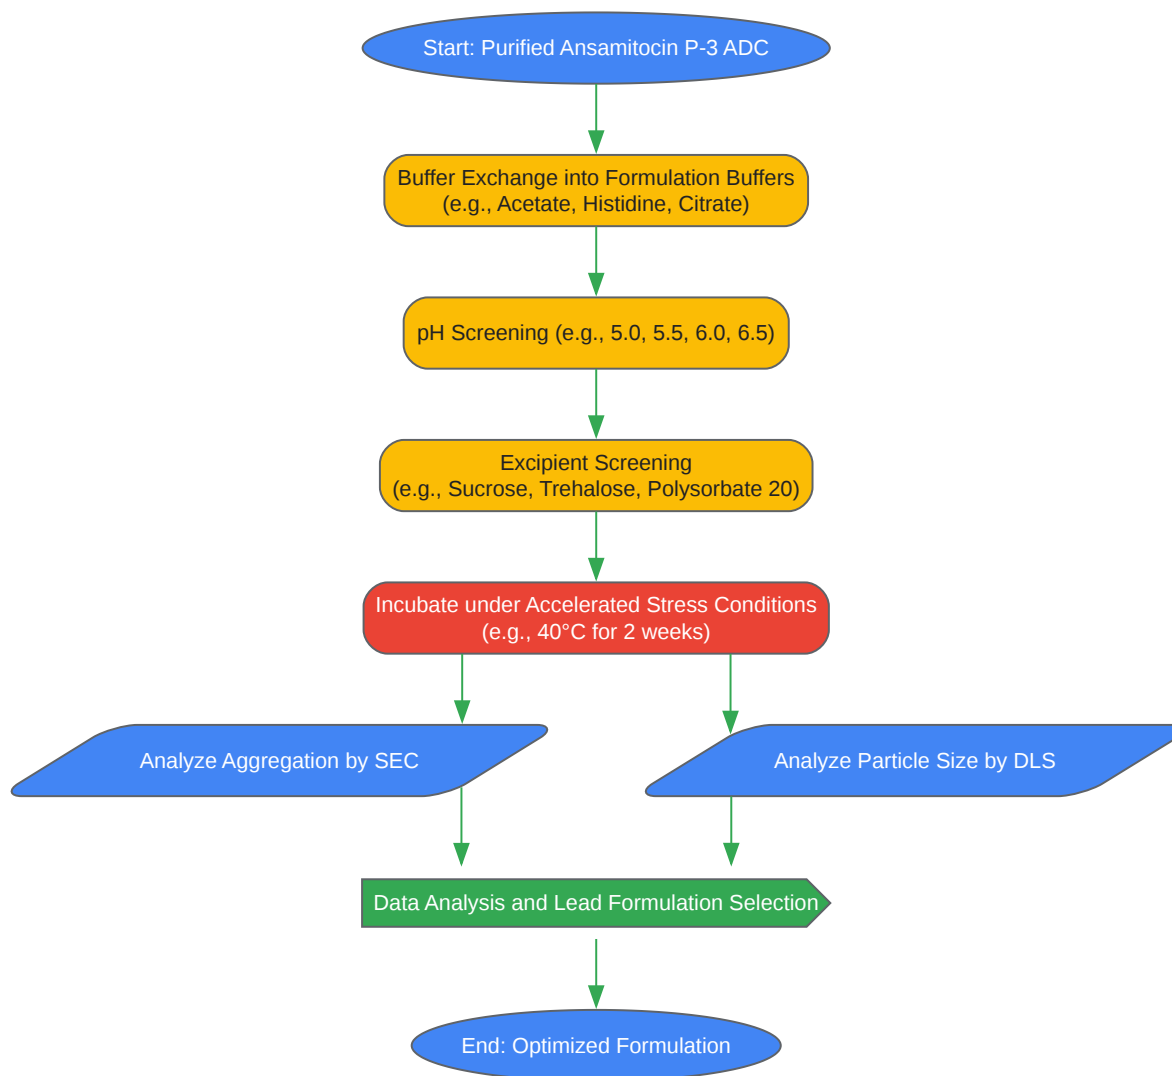 Start: Purified Ansamitocin P-3 ADC
Buffer Exchange into Formulation Buffers
(e.g., Acetate, Histidine, Citrate)
pH Screening (e.g., 5.0, 5.5, 6.0, 6.5)
Excipient Screening
(e.g., Sucrose, Trehalose, Polysorbate 20)
Incubate under Accelerated Stress Conditions
(e.g., 40°C for 2 weeks)
Analyze Aggregation by SEC
Analyze Particle Size by DLS
Data Analysis and Lead Formulation Selection
End: Optimized Formulation